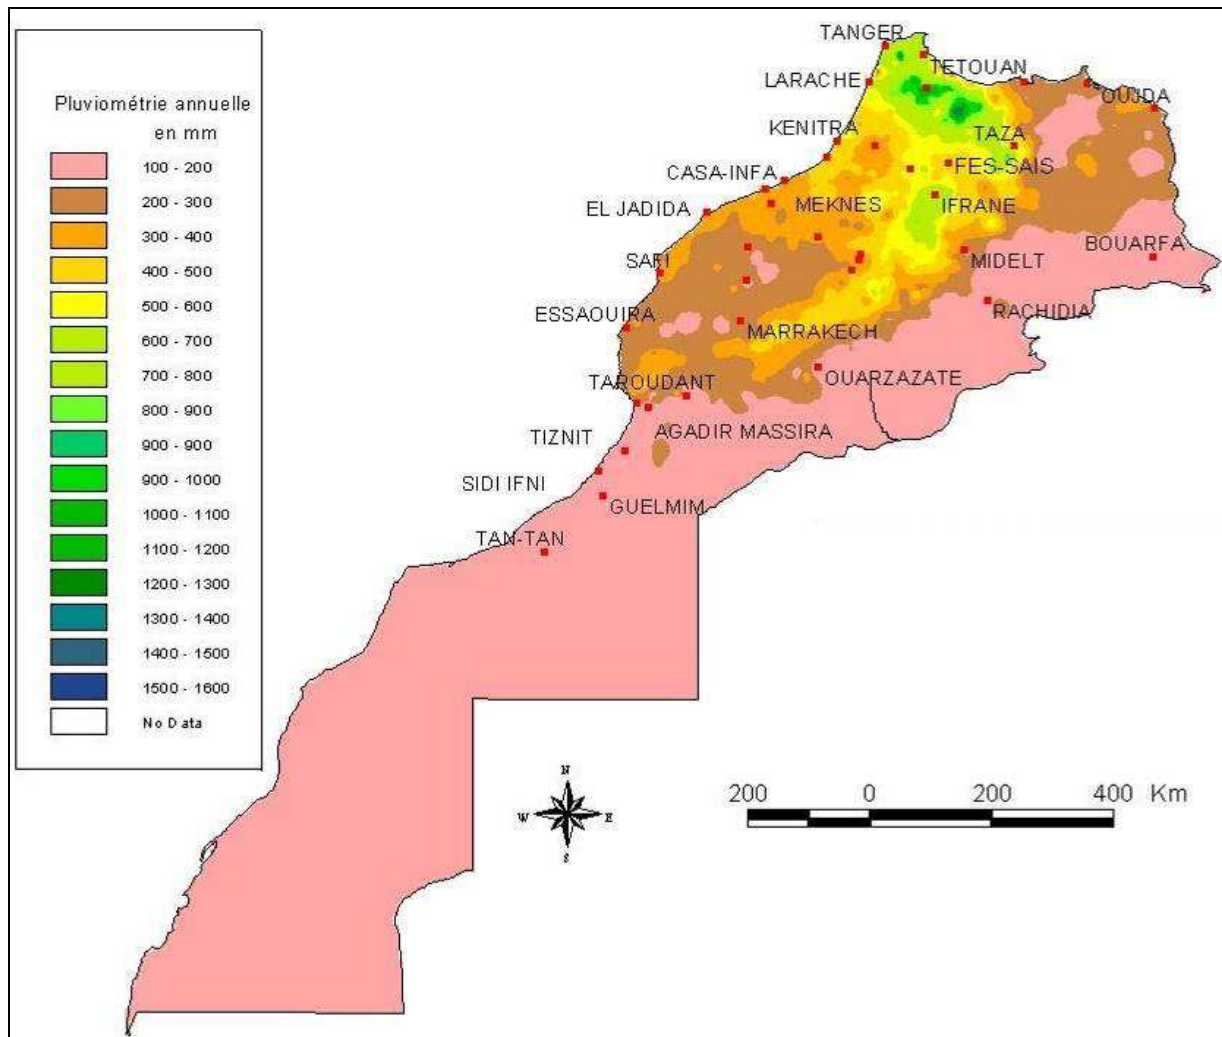 Pluviométrie annuelle
en mm
100 - 200
200 - 300
300 - 400
400 - 500
500 - 600
600 - 700
700 - 800
800 - 900
900 - 900
900 - 1000
1000 - 1100
1100 - 1200
1200 - 1300
1300 - 1400
1400 - 1500
1500 - 1600
No Data
TANGER
TETOUAN
LARACHE
OUJDA
KENITRA
TAZA
CASA-INFA
FES-SAIS
EL JADIDA
MEKNES
IFRANE
SAFI
MIDELT
BOUARFA
ESSAOUIRA
MARRAKECH
RACHIDIA
TAROUDANT
OUARZAZATE
TIZNIT
AGADIR MASSIRA
SIDI IFNI
GUELMIM
TAN-TAN
N
W
E
S
200 0 200 400 Km